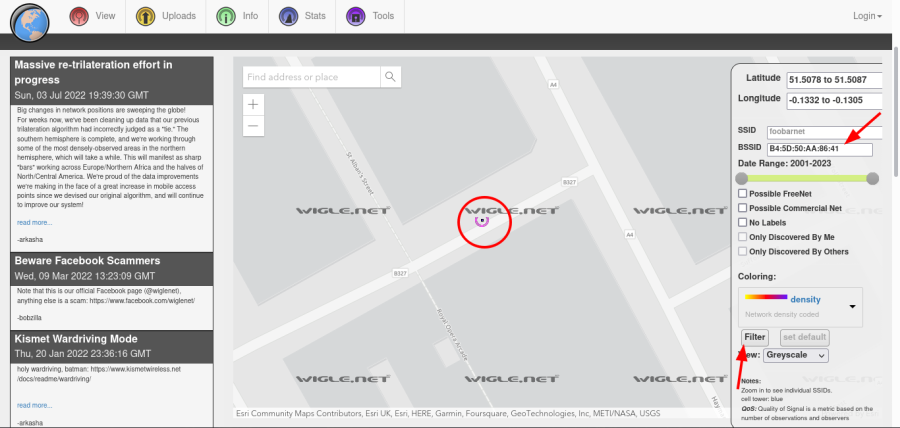 View
Uploads
Info
Stats
Tools
Login
Massive re-trilateration effort in
progress
Sun, 03 Jul 2022 19:39:30 GMT
Big changes in network positions are sweeping the globe!
For weeks now, we've been cleaning up data that our previous
trilateration algorithm had incorrectly judged as a "tie." The
southern hemisphere is complete, and we're working through
some of the most densely-observed areas in the northern
hemisphere, which will take a while. This will manifest as sharp
"bars" working across Europe/Northern Africa and the halves of
North/Central America. We're proud of the data improvements
we're making in the face of a great increase in mobile access
points since we devised our original algorithm, and will continue
to improve our system!
read more...
-arkasha
Beware Facebook Scammers
Wed, 09 Mar 2022 13:23:09 GMT
Note that this is our official Facebook page (@wiglenet),
anything else is a scam: https://www.facebook.com/wiglenet/
-bobzilla
Kismet Wardriving Mode
Thu, 20 Jan 2022 23:36:16 GMT
holy wardriving, batman: https://www.kismetwireless.net
/docs/readme/wardriving/
read more...
-arkasha
Find address or place
+
−
A4
St Alban's Street
B327
WIGLE.NET
WIGLE.NET
WIGLE.NET
A4
B327
Royal Opera Arcade
WIGLE.NET
WIGLE.NET
WIGLE.NET
Hay
Esri Community Maps Contributors, Esri UK, Esri, HERE, Garmin, Foursquare, GeoTechnologies, Inc, METI/NASA, USGS
Latitude 51.5078 to 51.5087
Longitude -0.1332 to -0.1305
SSID foobarnet
BSSID B4:5D:50:AA:86:41
Date Range: 2001-2023
Possible FreeNet
Possible Commercial Net
No Labels
Only Discovered By Me
Only Discovered By Others
Coloring:
density
Network density coded
Filter set default
View: Greyscale
Notes:
Zoom in to see individual SSIDS.
cell tower: blue
QoS: Quality of Signal is a metric based on the
number of observations and observers